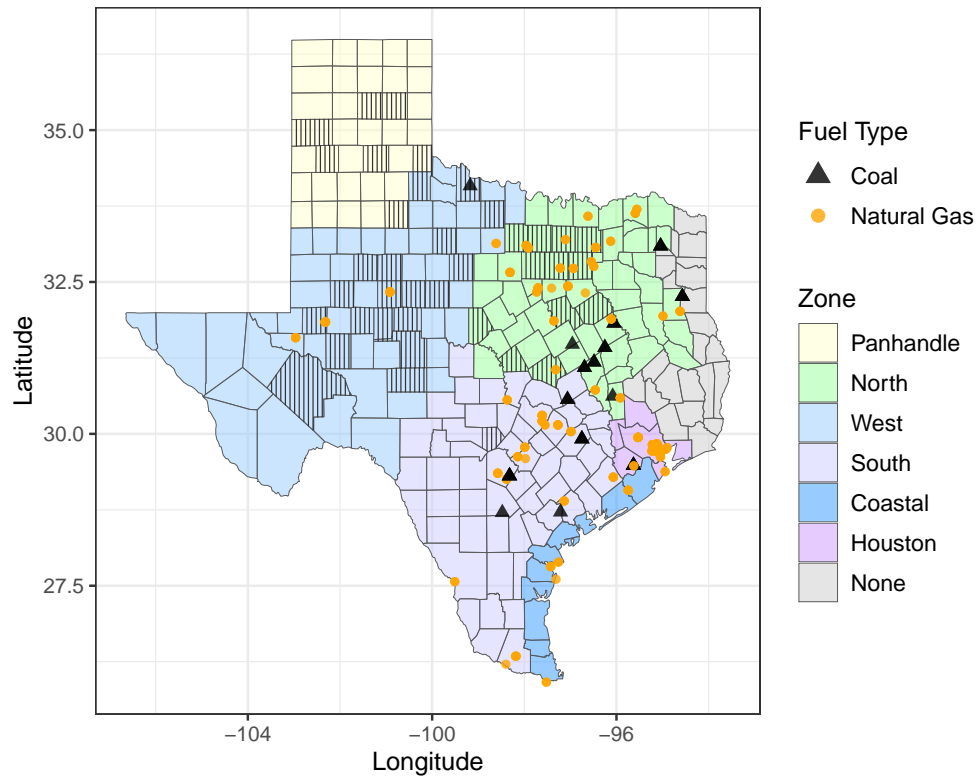 35.0
32.5
30.0
27.5
Latitude
−104
−100
−96
Longitude
Fuel Type
Coal
Natural Gas
Zone
Panhandle
North
West
South
Coastal
Houston
None